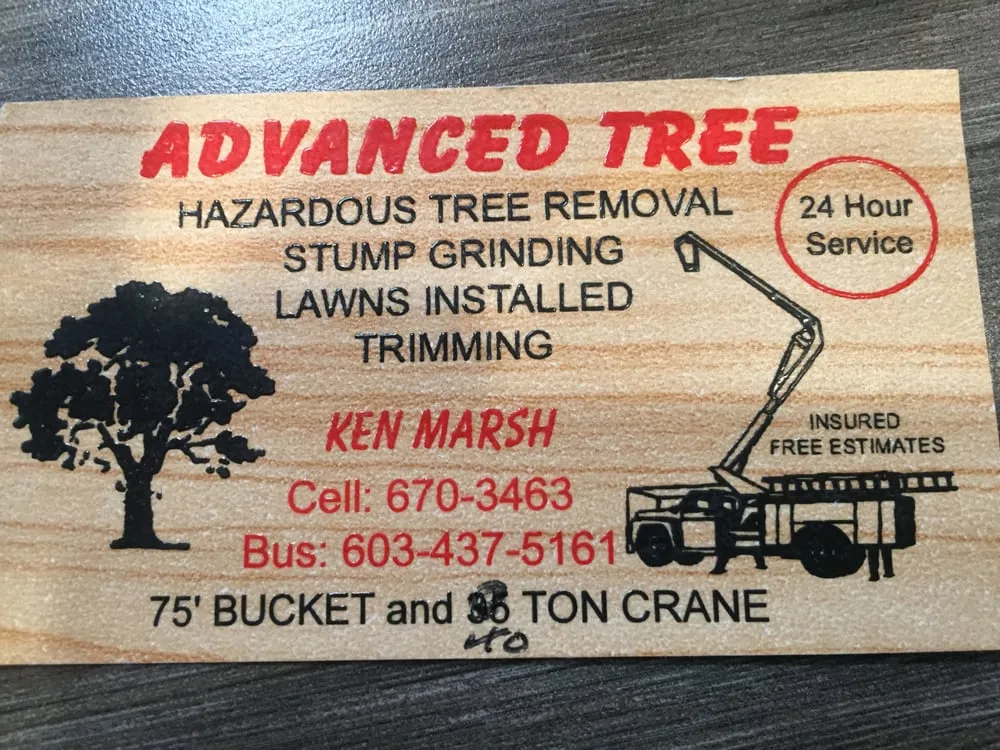 ADVANCED TREE
HAZARDOUS TREE REMOVAL
STUMP GRINDING
LAWNS INSTALLED
TRIMMING
24 Hour
Service
KEN MARSH
INSURED
FREE ESTIMATES
Cell: 670-3463
Bus: 603-437-5161
75' BUCKET and TON CRANE
40